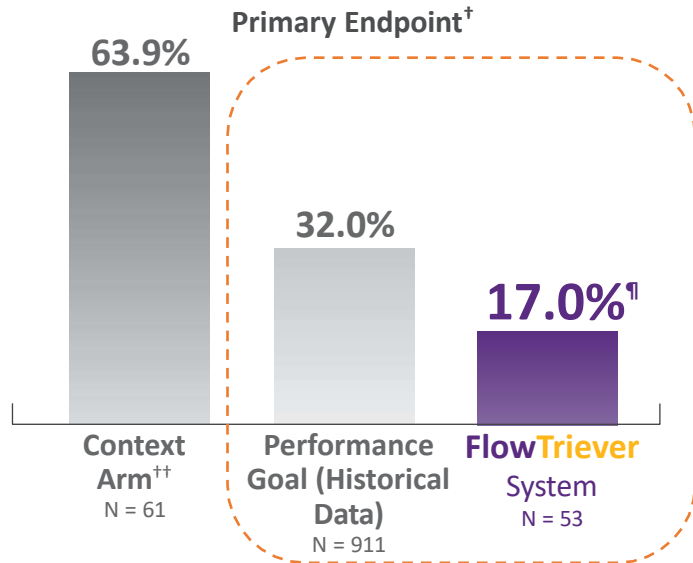 Primary Endpoint†
63.9%
32.0%
17.0%¶
Context
Arm††
N = 61
Performance
Goal (Historical
Data)
N = 911
FlowTriever
System
N = 53